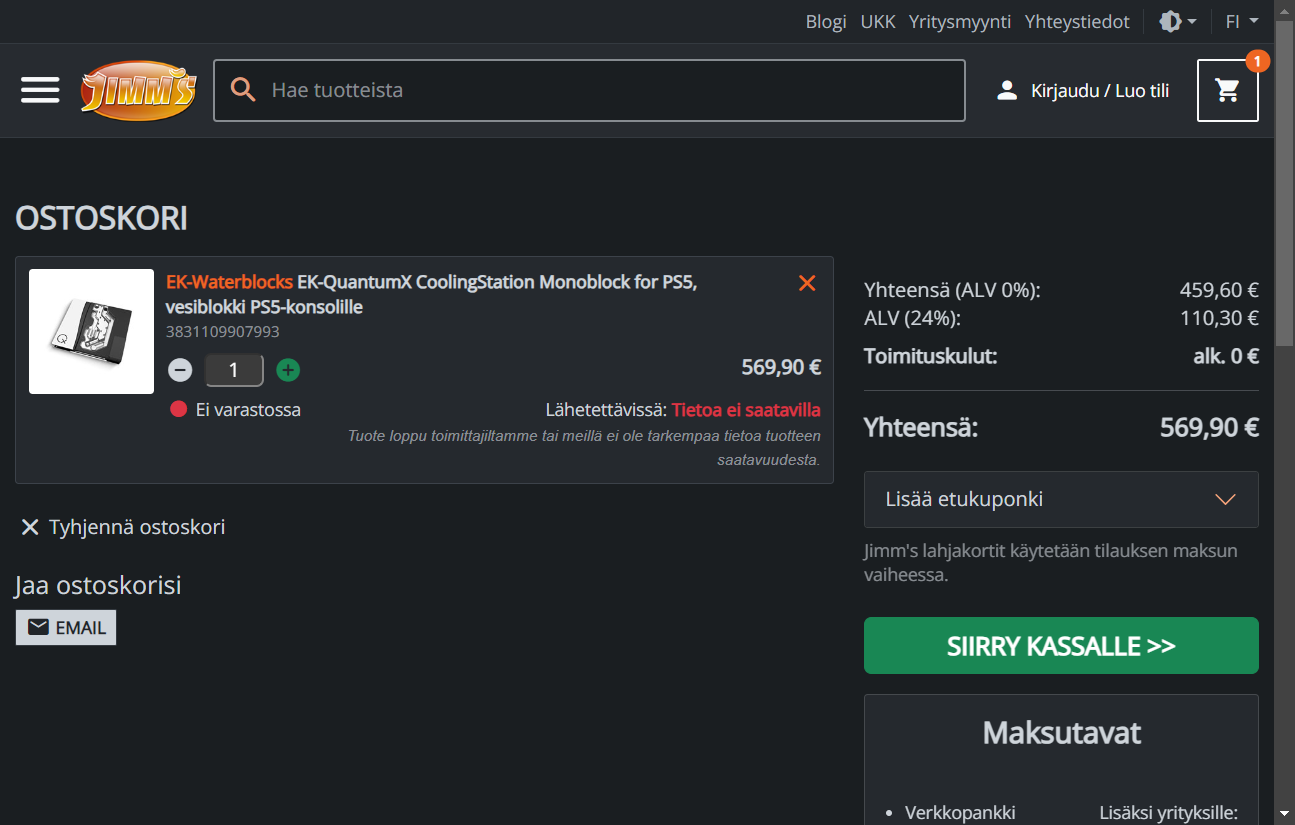 Blogi UKK Yritysmyynti Yhteystiedot FI
JIMM'S
Hae tuotteista
Kirjaudu / Luo tili
1
OSTOSKORI
EK-Waterblocks EK-QuantumX CoolingStation Monoblock for PS5,
vesiblokki PS5-konsolille
3831109907993
1
569,90 €
Ei varastossa
Lähetettävissä: Tietoa ei saatavilla
Tuote loppu toimittajiltamme tai meillä ei ole tarkempaa tietoa tuotteen
saatavuudesta.
Tyhjennä ostoskori
Jaa ostoskorisi
EMAIL
Yhteensä (ALV 0%): 459,60 €
ALV (24%): 110,30 €
Toimituskulut: alk. 0 €
Yhteensä: 569,90 €
Lisää etukuponki
Jimm's lahjakortit käytetään tilauksen maksun
vaiheessa.
SIIRRY KASSALLE >>
Maksutavat
• Verkkopankki
Lisäksi yrityksille: